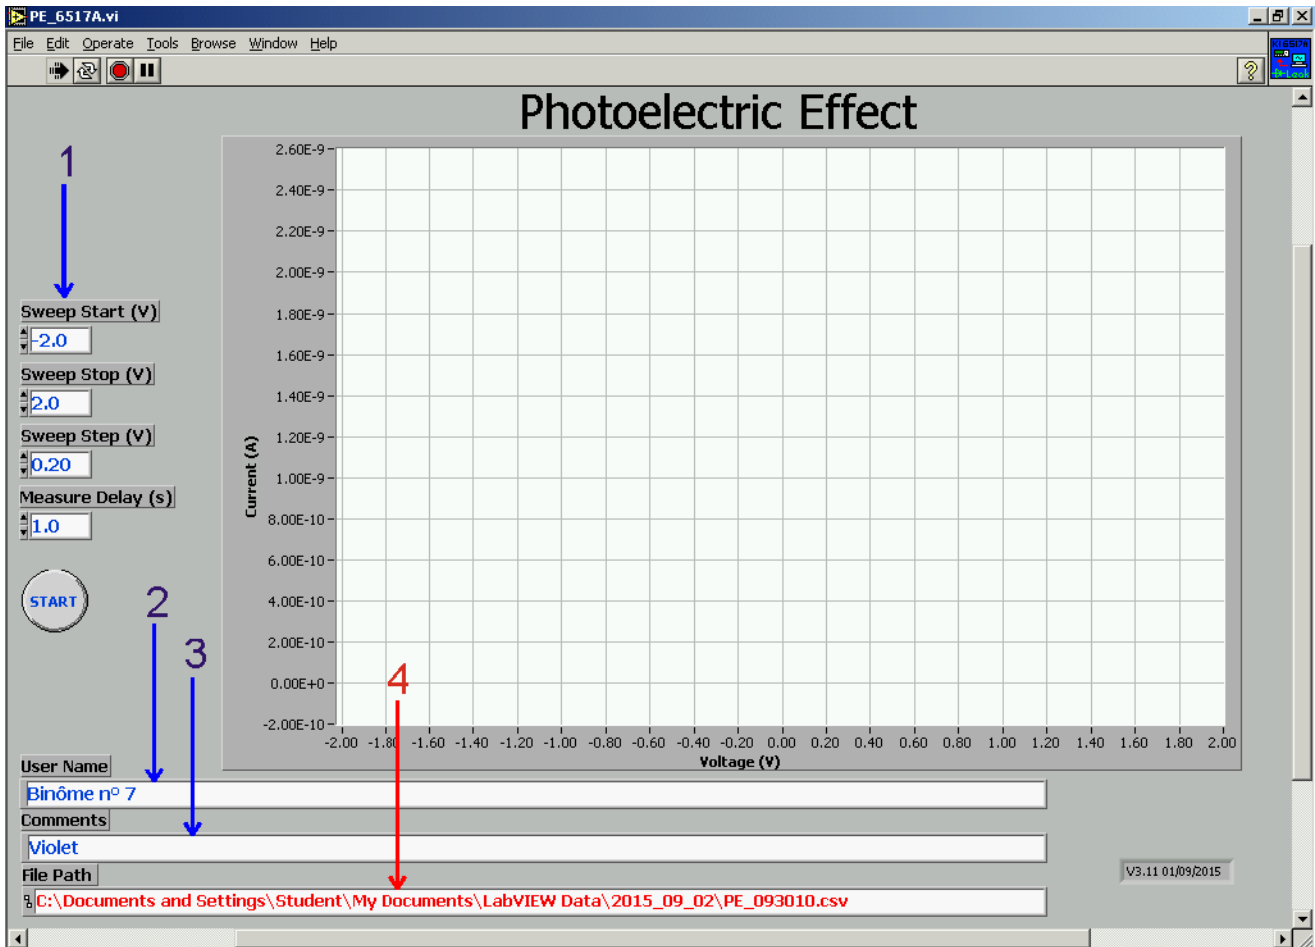 PE_6517A.vi
File Edit Operate Tools Browse Window Help
KI6517A
Leak
Photoelectric Effect
1
Sweep Start (V)
-2.0
Sweep Stop (V)
2.0
Sweep Step (V)
0.20
Measure Delay (s)
1.0
START
2
3
4
2.60E-9
2.40E-9
2.20E-9
2.00E-9
1.80E-9
1.60E-9
1.40E-9
1.20E-9
1.00E-9
8.00E-10
6.00E-10
4.00E-10
2.00E-10
0.00E+0
-2.00E-10
Current (A)
-2.00 -1.80 -1.60 -1.40 -1.20 -1.00 -0.80 -0.60 -0.40 -0.20 0.00 0.20 0.40 0.60 0.80 1.00 1.20 1.40 1.60 1.80 2.00
Voltage (V)
User Name
Binôme nº 7
Comments
Violet
File Path
C:\Documents and Settings\Student\My Documents\LabVIEW Data\2015_09_02\PE_093010.csv
V3.11 01/09/2015